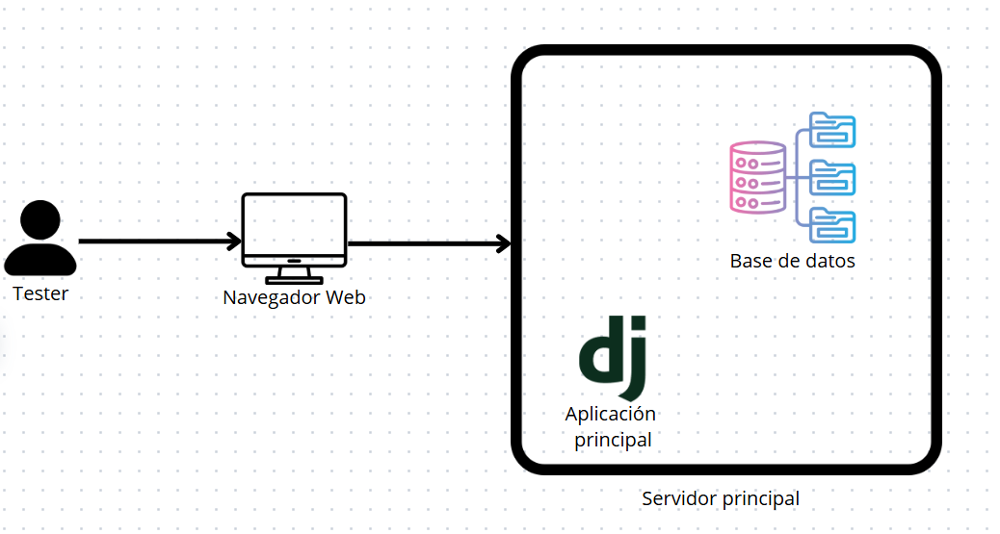 Tester
Navegador Web
Base de datos
dj
Aplicación
principal
Servidor principal